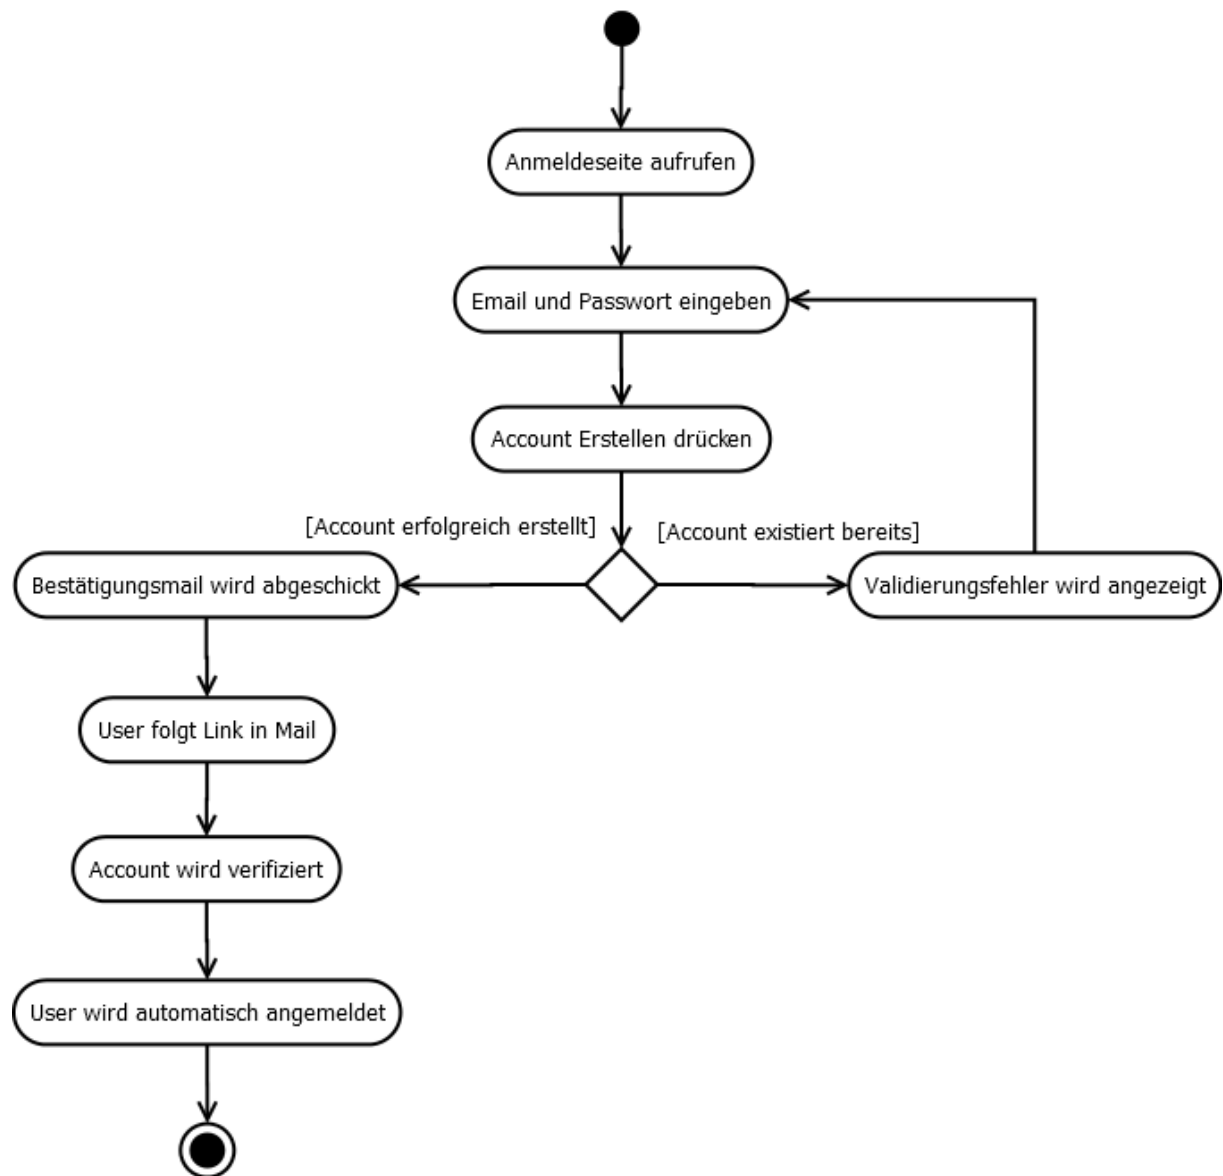 Anmeldeseite aufrufen
Email und Passwort eingeben
Account Erstellen drücken
[Account erfolgreich erstellt]
[Account existiert bereits]
Bestätigungsmail wird abgeschickt
Validierungsfehler wird angezeigt
User folgt Link in Mail
Account wird verifiziert
User wird automatisch angemeldet